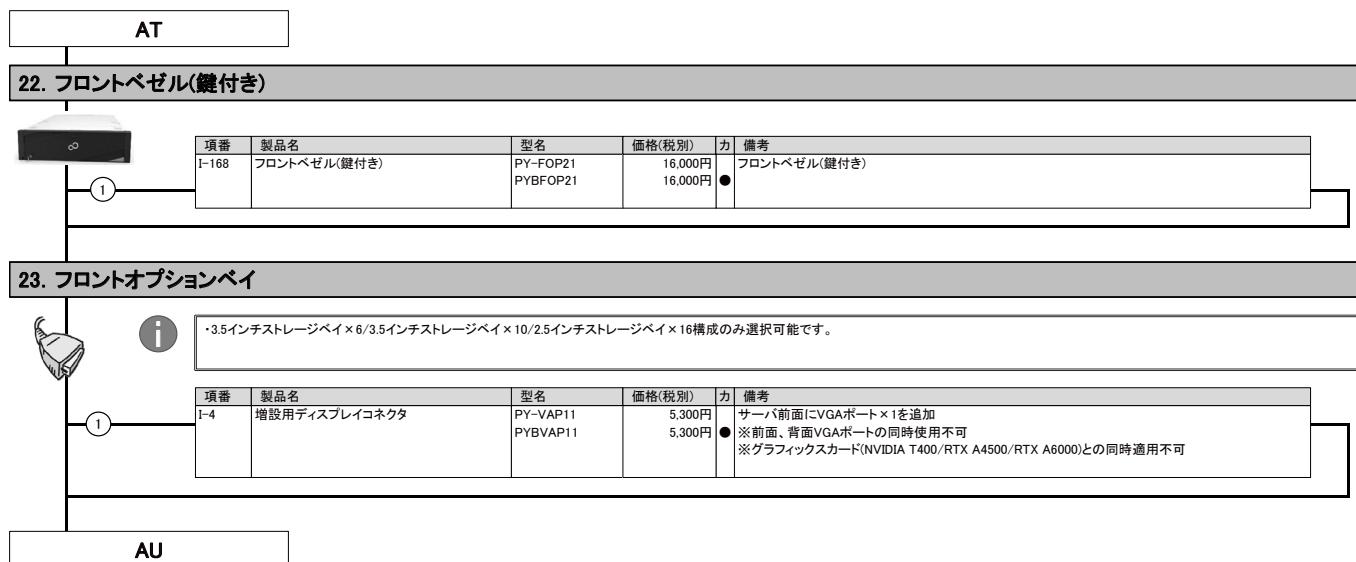 AT
22. フロントベゼル(鍵付き)
項番 製品名 型名 価格(税別) カ 備考
I-168 フロントベゼル(鍵付き) PY-FOP21 16,000円 フロントベゼル(鍵付き)
PYBFOP21 16,000円 ●
1
23. フロントオプションベイ
i
・3.5インチストレージベイ×6/3.5インチストレージベイ×10/2.5インチストレージベイ×16構成のみ選択可能です。
項番 製品名 型名 価格(税別) カ 備考
I-4 増設用ディスプレイコネクタ PY-VAP11 5,300円 サーバ前面にVGAポート×1を追加
1
PYBVAP11 5,300円 ● ※前面、背面VGAポートの同時使用不可
※グラフィックスカード(NVIDIA T400/RTX A4500/RTX A6000)との同時適用不可
AU